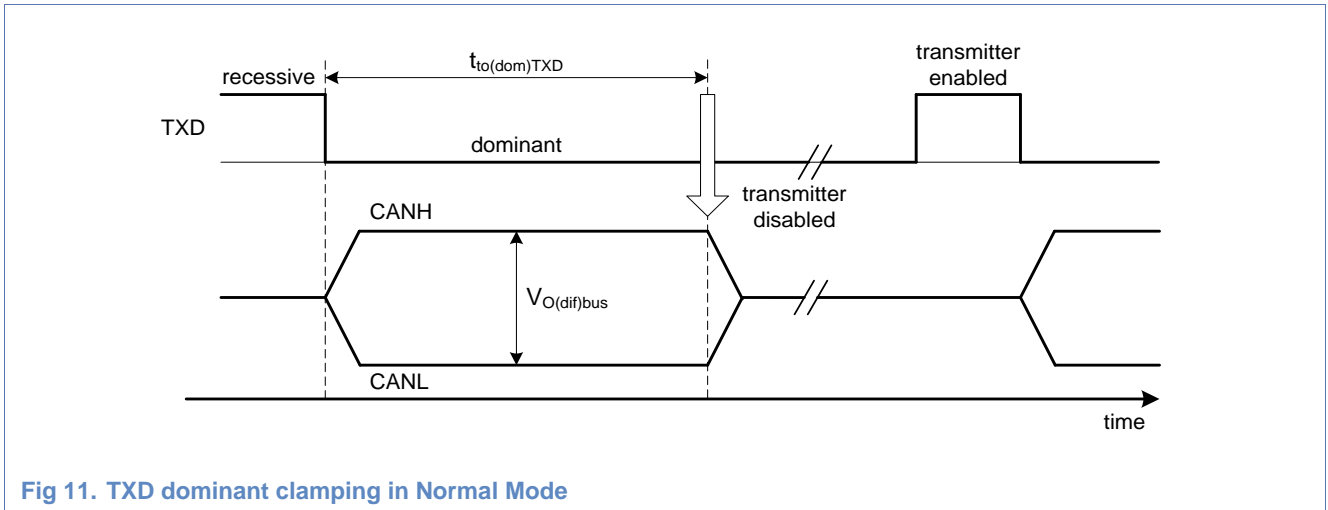 transmitter
enabled
t_to(dom)TXD
recessive
TXD
dominant
transmitter
disabled
CANH
V_O(dif)bus
CANL
time
Fig 11. TXD dominant clamping in Normal Mode